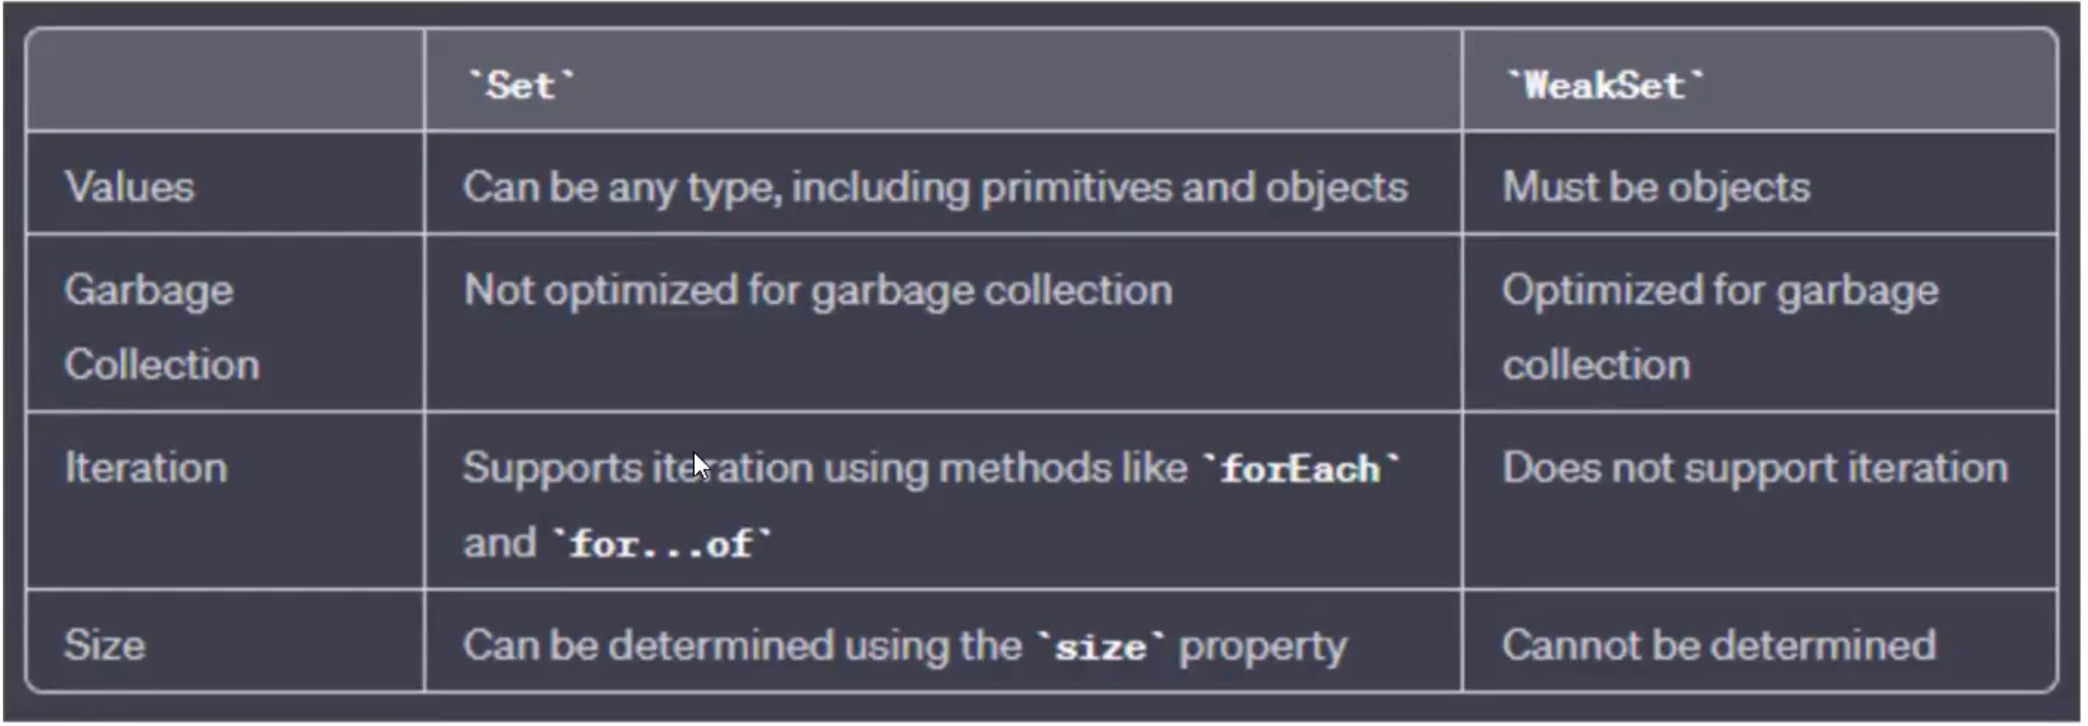 `Set` `WeakSet`
Values Can be any type, including primitives and objects Must be objects
Garbage Not optimized for garbage collection Optimized for garbage
Collection collection
Iteration Supports iteration using methods like `forEach` Does not support iteration
and `for...of`
Size Can be determined using the `size` property Cannot be determined